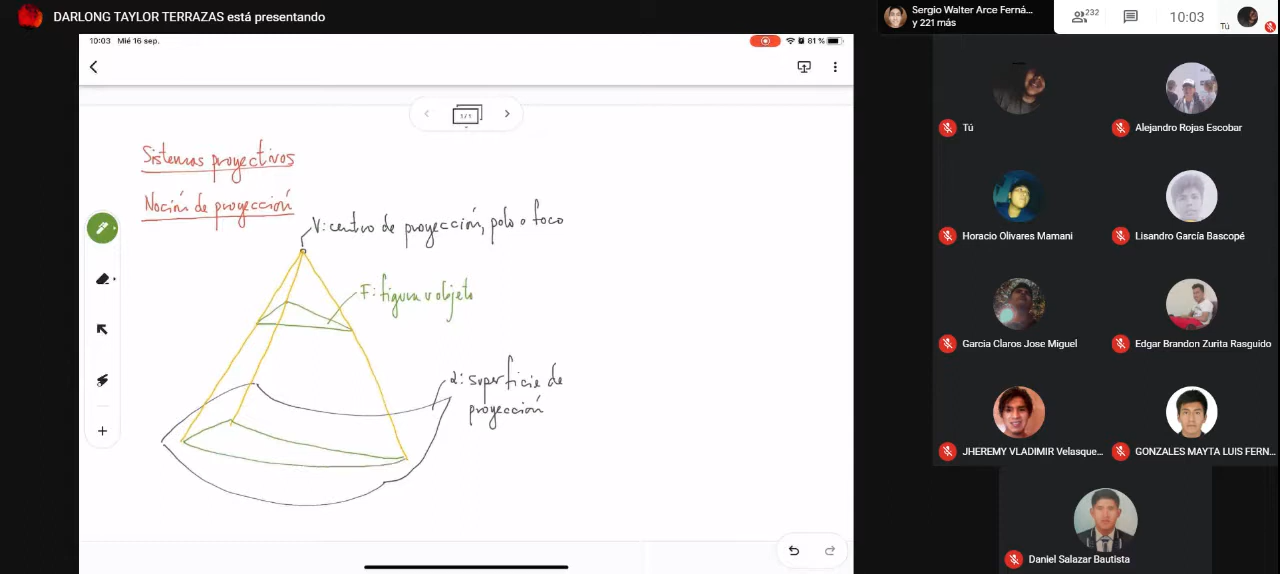 DARLONG TAYLOR TERRAZAS está presentando
Sergio Walter ArceFerná...
y 221 más
232
10:03
Tú
10:03 Mié 16 sep.
81 %
1/1
Sistemas proyectivos
Noción de proyección
V: centro de proyección, polo o foco
F: figura u objeto
α: superficie de
proyección
Tú
Alejandro Rojas Escobar
Horacio Olivares Mamani
Lisandro García Bascopé
Garcia Claros Jose Miguel
Edgar Brandon Zurita Rasguido
JHEREMY VLADIMIR Velasque...
GONZALES MAYTA LUIS FERN...
Daniel Salazar Bautista